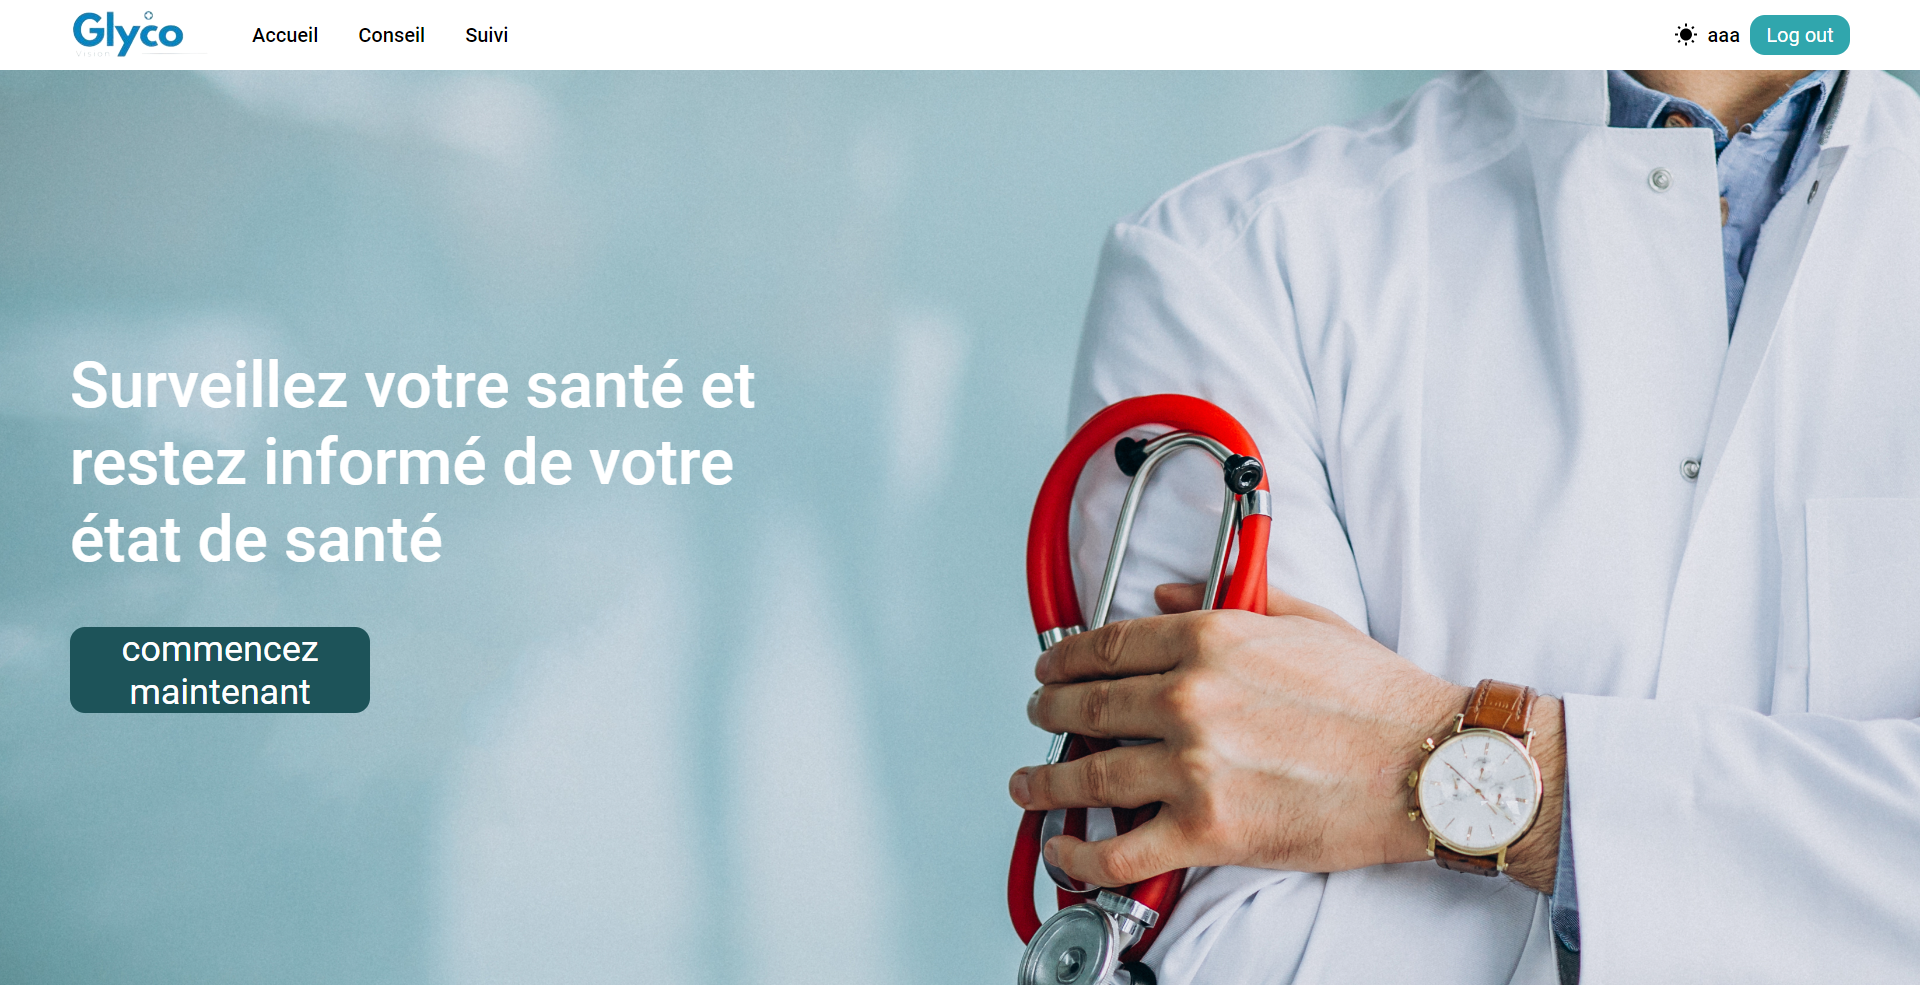 Glyco
Vision
Accueil Conseil Suivi
aaa Log out
Surveillez votre santé et
restez informé de votre
état de santé
commencez
maintenant